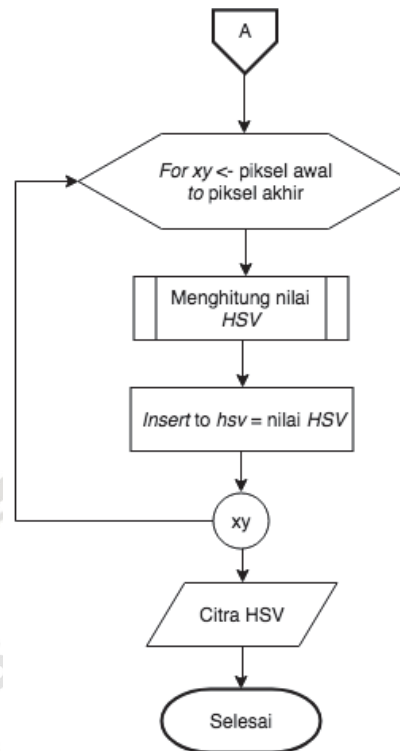 A
For xy <- piksel awal
to piksel akhir
Menghitung nilai
HSV
Insert to hsv = nilai HSV
xy
Citra HSV
Selesai